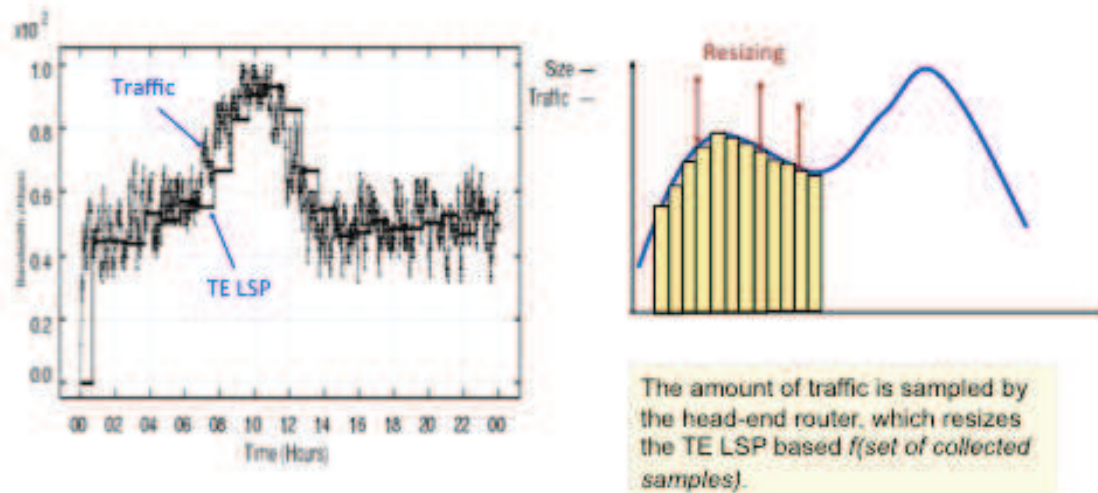 x10²
1.0
0.8
0.6
0.4
0.2
0.0
Traffic
TE LSP
00 02 04 06 08 10 12 14 16 18 20 22 00
Time (Hours)
Size —
Trafic —
Resizing
The amount of traffic is sampled by
the head-end router, which resizes
the TE LSP based f(set of collected
samples).